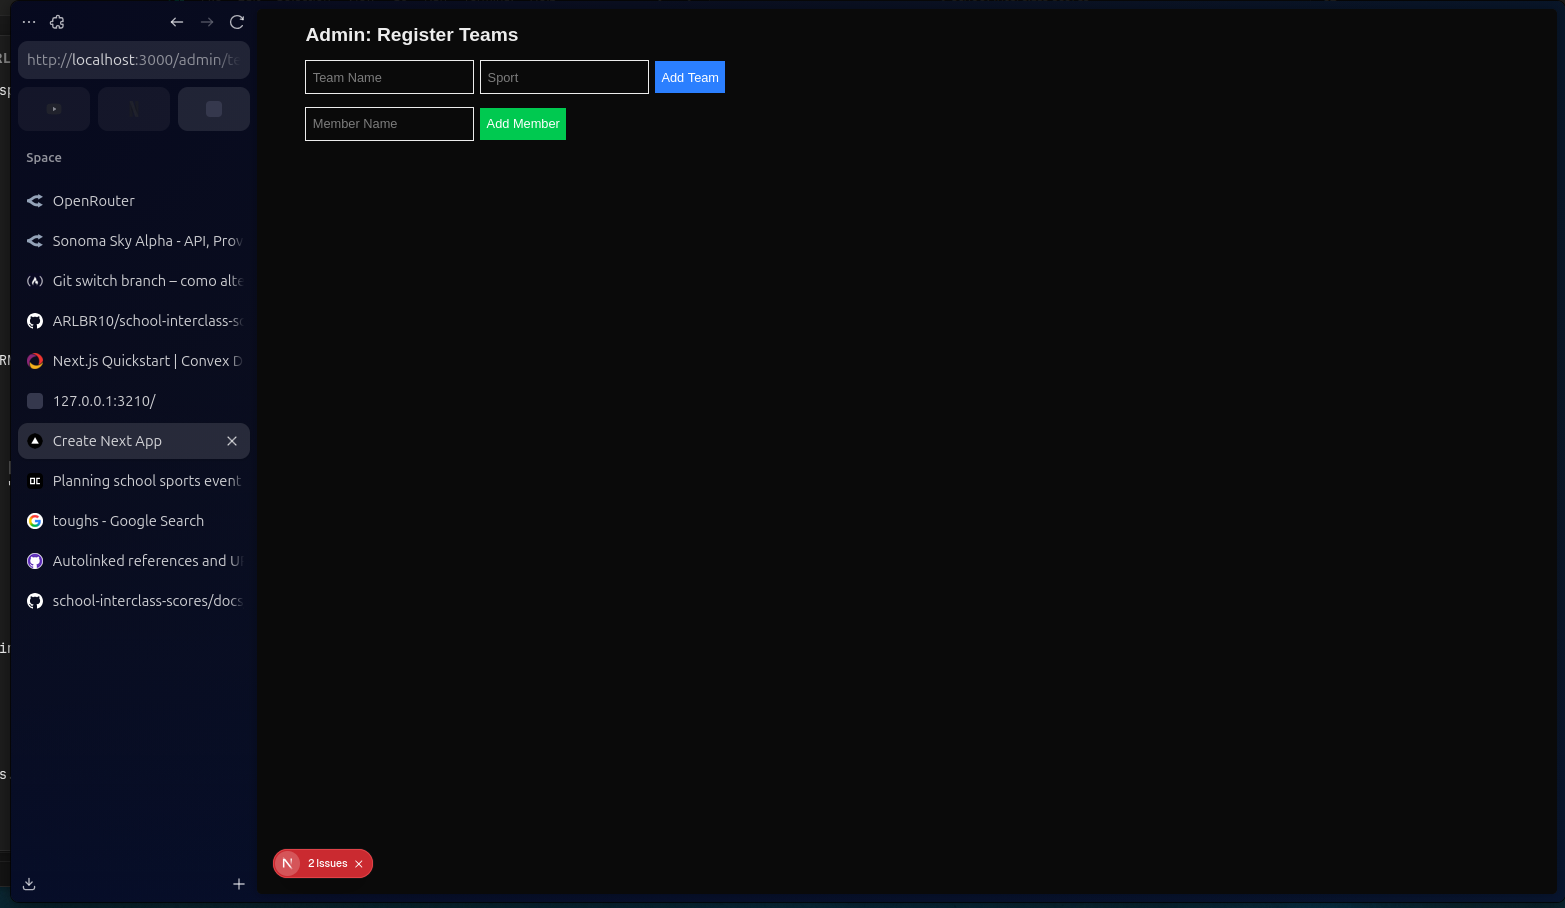 http://localhost:3000/admin/te
Space
OpenRouter
Sonoma Sky Alpha - API, Prov
Git switch branch – como alte
ARLBR10/school-interclass-sc
Next.js Quickstart | Convex D
127.0.0.1:3210/
Create Next App
Planning school sports event
toughs - Google Search
Autolinked references and UR
school-interclass-scores/docs
Admin: Register Teams
Team Name Sport Add Team
Member Name Add Member
N 2 Issues